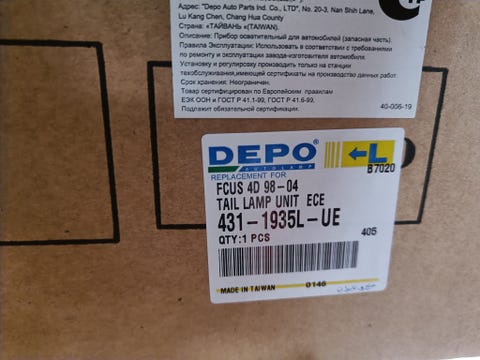 Адрес: "Depo Auto Parts Ind. Co., LTD", No. 20-3, Nan Shih Lane,
Lu Kang Chen, Chang Hua County
Страна: «ТАЙВАНЬ «(TAIWAN).
Описание: Прибор осветительный для автомобилей (запасная часть).
Правила Эксплуатации: Использовать в соответствии с требованиями
по ремонту и эксплуатации завода-изготовителя автомобиля.
Установку и регулировку производить только на станции
техобслуживания,имеющей сертификаты на производство данных работ.
Срок хранения: Неограничен.
Товар сертифицирован по Европейским правилам
ЕЭК ООН и ГОСТ Р 41.1-99, ГОСТ Р 41.6-99.
Подлежит обязательной сертификации.
40-006-19
DEPO®
AUTOLAMP
L
B7020
REPLACEMENT FOR
FCUS 4D 98-04
TAIL LAMP UNIT ECE
431-1935L-UE
QTY:1 PCS
405
MADE IN TAIWAN
0146